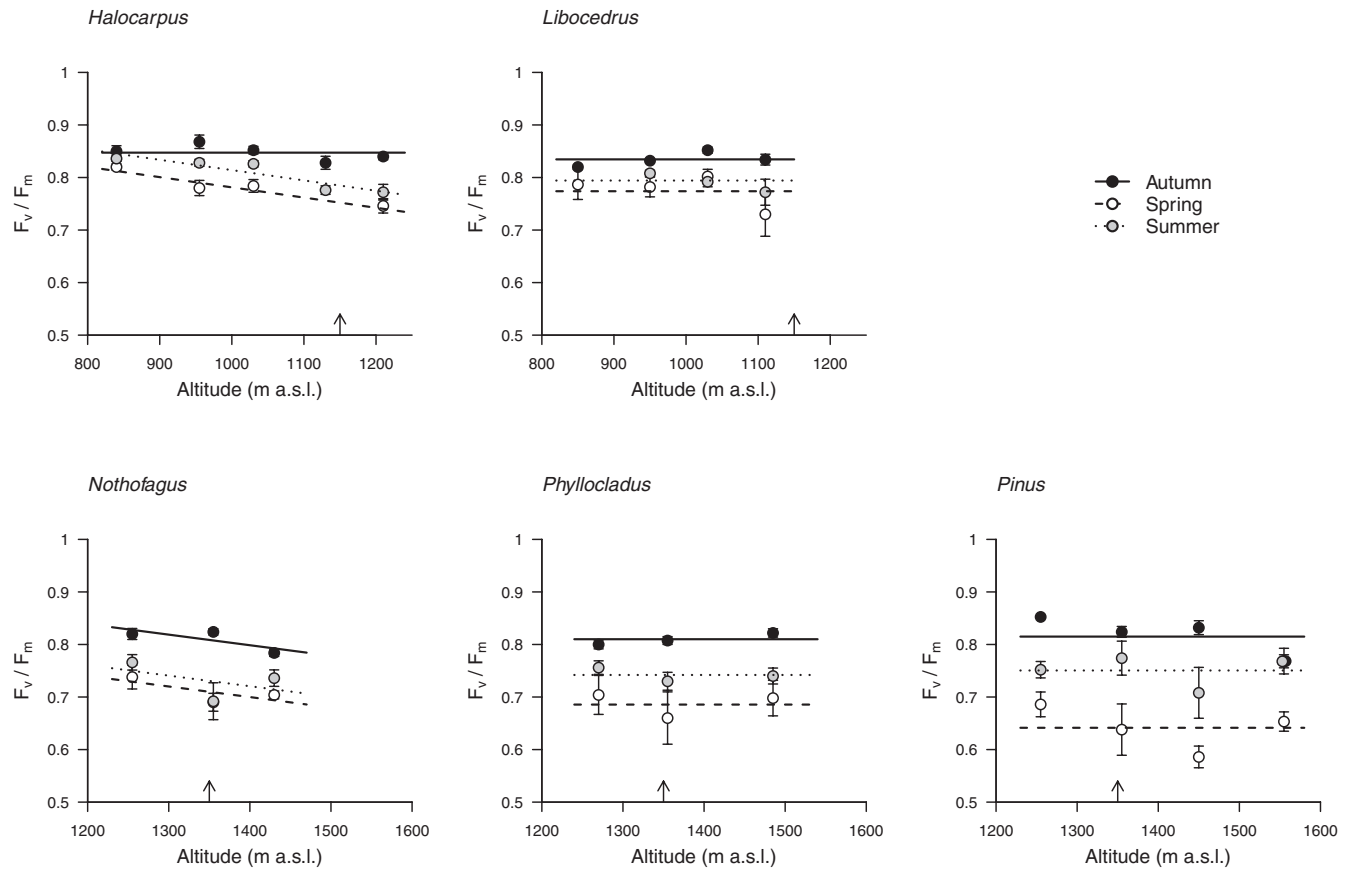 Halocarpus
1
0.9
0.8
0.7
0.6
0.5
Fv / Fm
800 900 1000 1100 1200
Altitude (m a.s.l.)
Libocedrus
1
0.9
0.8
0.7
0.6
0.5
Fv / Fm
800 900 1000 1100 1200
Altitude (m a.s.l.)
Autumn
Spring
Summer
Nothofagus
1
0.9
0.8
0.7
0.6
0.5
Fv / Fm
1200 1300 1400 1500 1600
Altitude (m a.s.l.)
Phyllocladus
1
0.9
0.8
0.7
0.6
0.5
Fv / Fm
1200 1300 1400 1500 1600
Altitude (m a.s.l.)
Pinus
1
0.9
0.8
0.7
0.6
0.5
Fv / Fm
1200 1300 1400 1500 1600
Altitude (m a.s.l.)